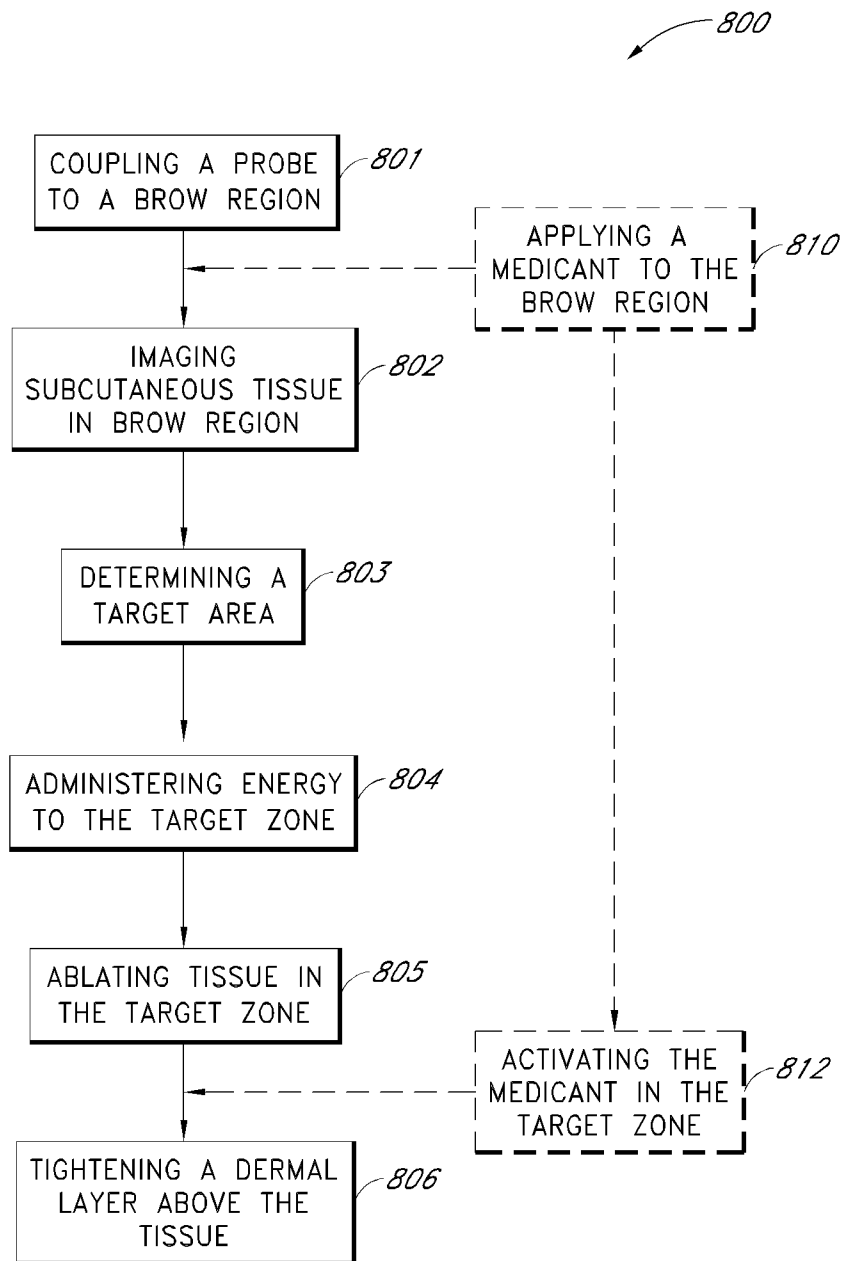 800
COUPLING A PROBE
TO A BROW REGION
801
APPLYING A
MEDICANT TO THE
BROW REGION
810
IMAGING
SUBCUTANEOUS TISSUE
IN BROW REGION
802
DETERMINING A
TARGET AREA
803
ADMINISTERING ENERGY
TO THE TARGET ZONE
804
ABLATING TISSUE IN
THE TARGET ZONE
805
ACTIVATING THE
MEDICANT IN THE
TARGET ZONE
812
TIGHTENING A DERMAL
LAYER ABOVE THE
TISSUE
806